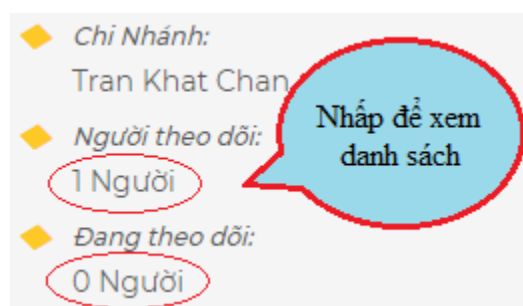 Chi Nhánh:
Tran Khat Chan
Người theo dõi:
1 Người
Nhấp để xem
danh sách
Đang theo dõi:
0 Người